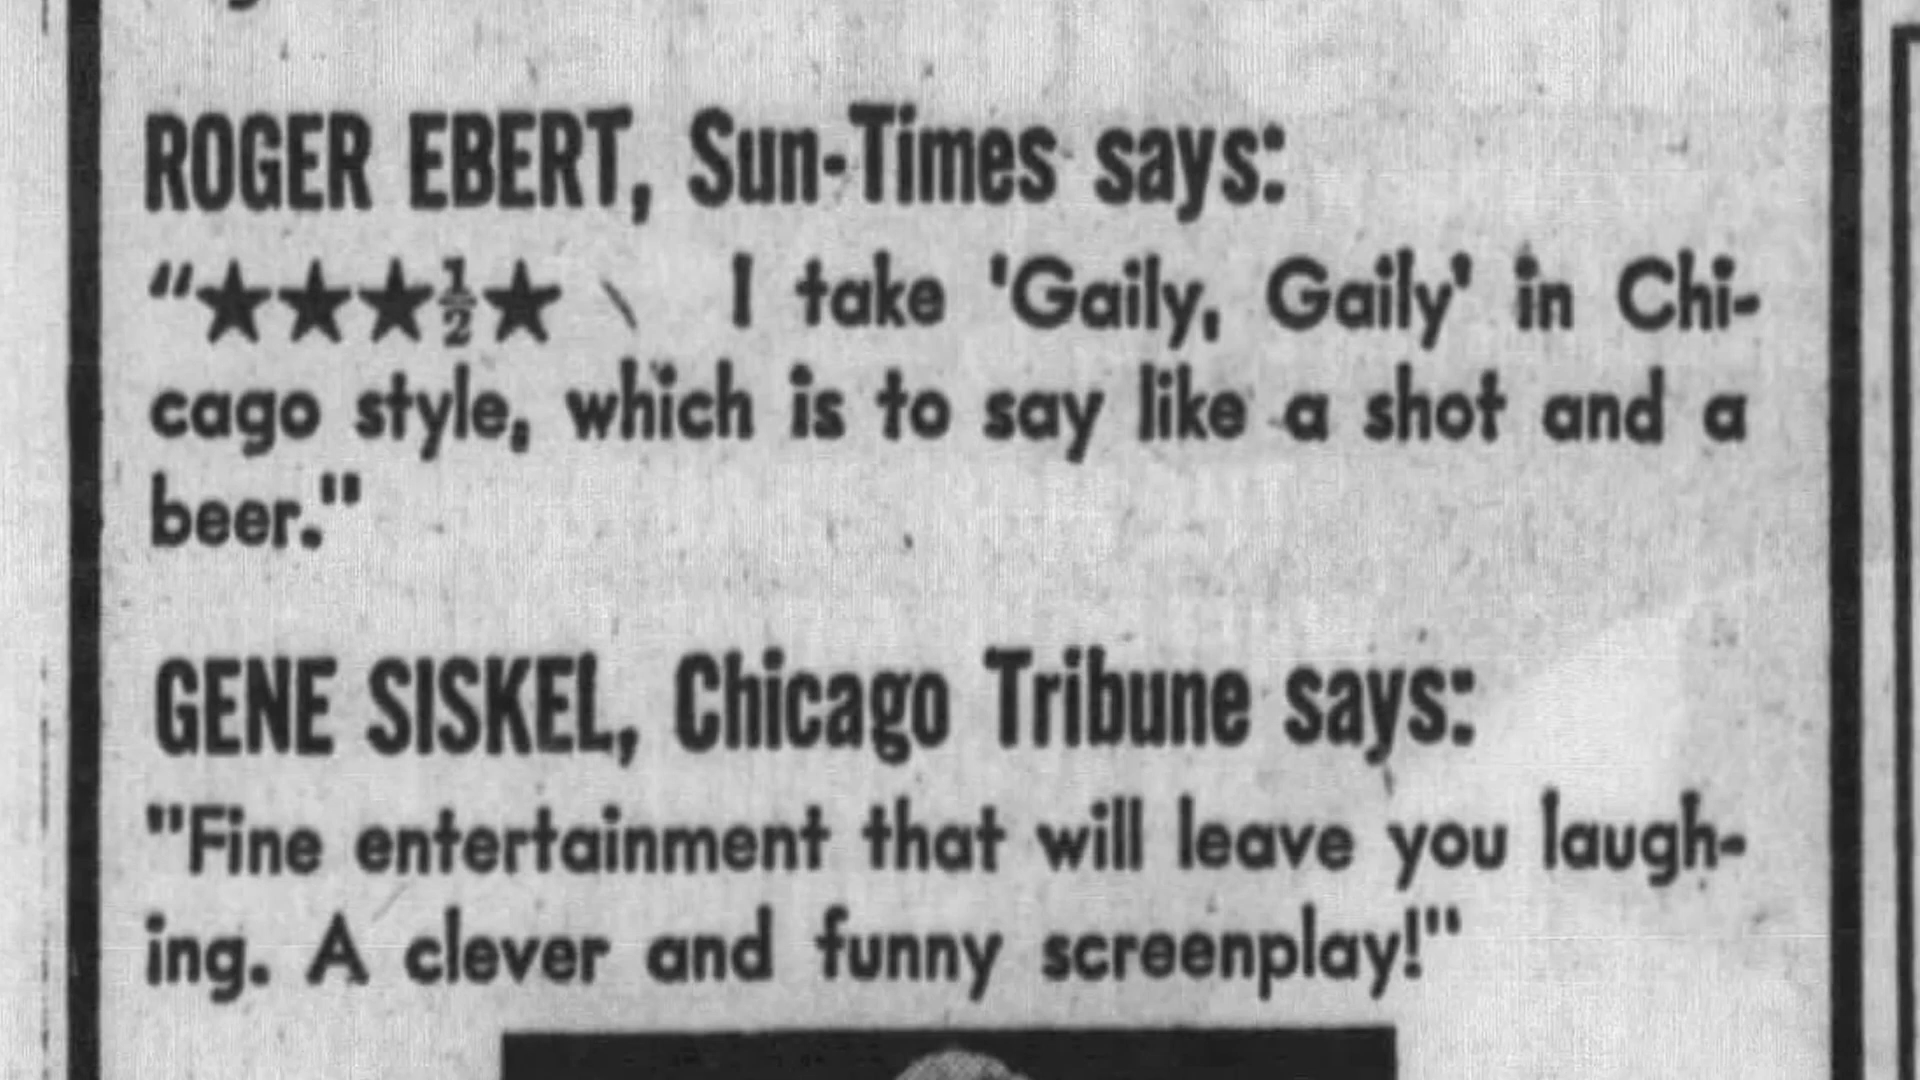 ROGER EBERT, Sun-Times says:
“★★★½★ I take 'Gaily, Gaily' in Chi-
cago style, which is to say like a shot and a
beer."
GENE SISKEL, Chicago Tribune says:
"Fine entertainment that will leave you laugh-
ing. A clever and funny screenplay!"